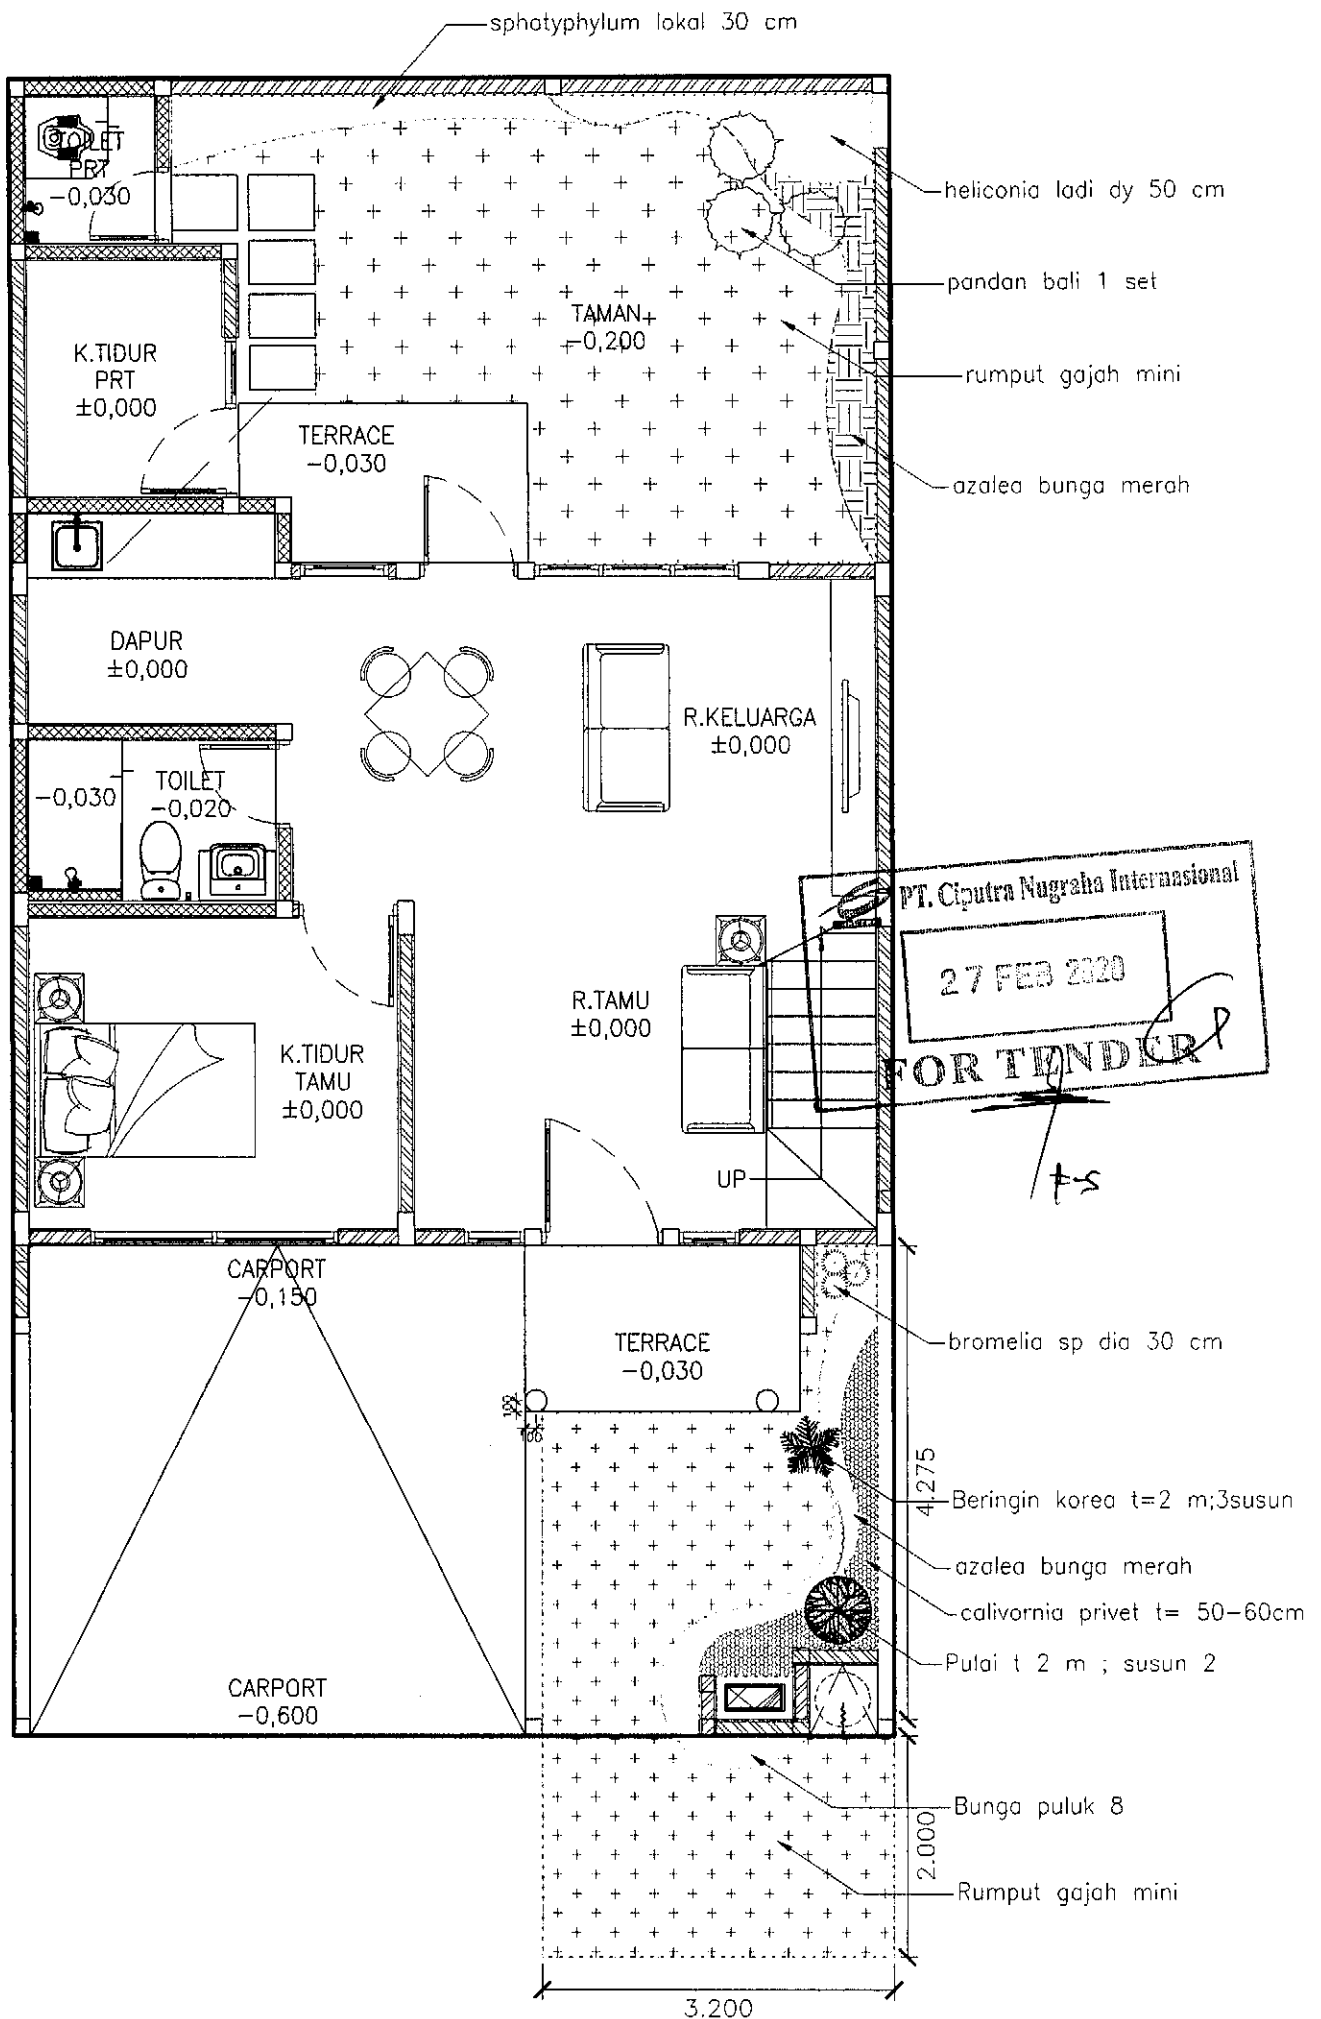 sphatyphylum lokal 30 cm
TOILET
PRT
-0,030
heliconia ladi dy 50 cm
pandan bali 1 set
TAMAN
-0,200
K.TIDUR
PRT
±0,000
rumput gajah mini
TERRACE
-0,030
azalea bunga merah
DAPUR
±0,000
R.KELUARGA
±0,000
TOILET
-0,020
-0,030
PT. Ciputra Nugraha Internasional
27 FEB 2020
FOR TENDER
R.TAMU
±0,000
K.TIDUR
TAMU
±0,000
UP
CARPORT
-0,150
TERRACE
-0,030
bromelia sp dia 30 cm
100
100
4.275
Beringin korea t=2 m;3susun
azalea bunga merah
calivornia privet t= 50-60cm
Pulai t 2 m ; susun 2
CARPORT
-0,600
Bunga puluk 8
2.000
Rumput gajah mini
3.200